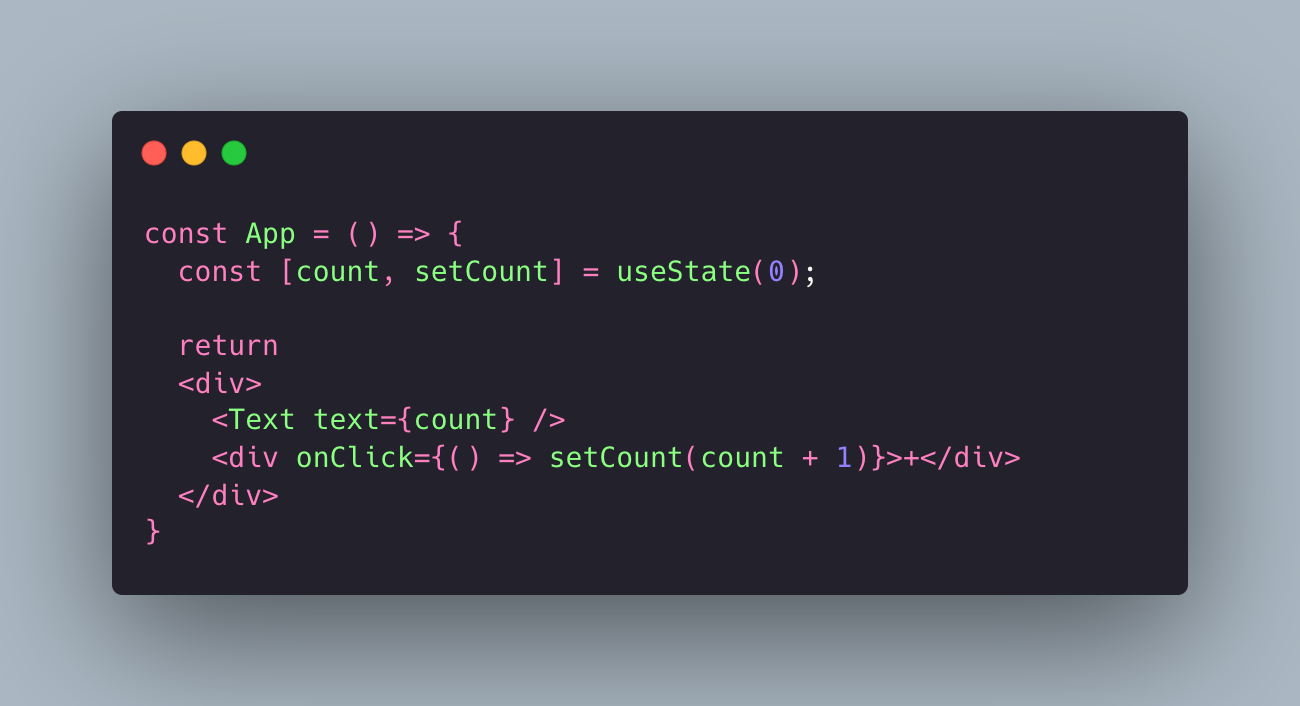 const App = () => {
  const [count, setCount] = useState(0);

  return
  <div>
    <Text text={count} />
    <div onClick={() => setCount(count + 1)}>+</div>
  </div>
}